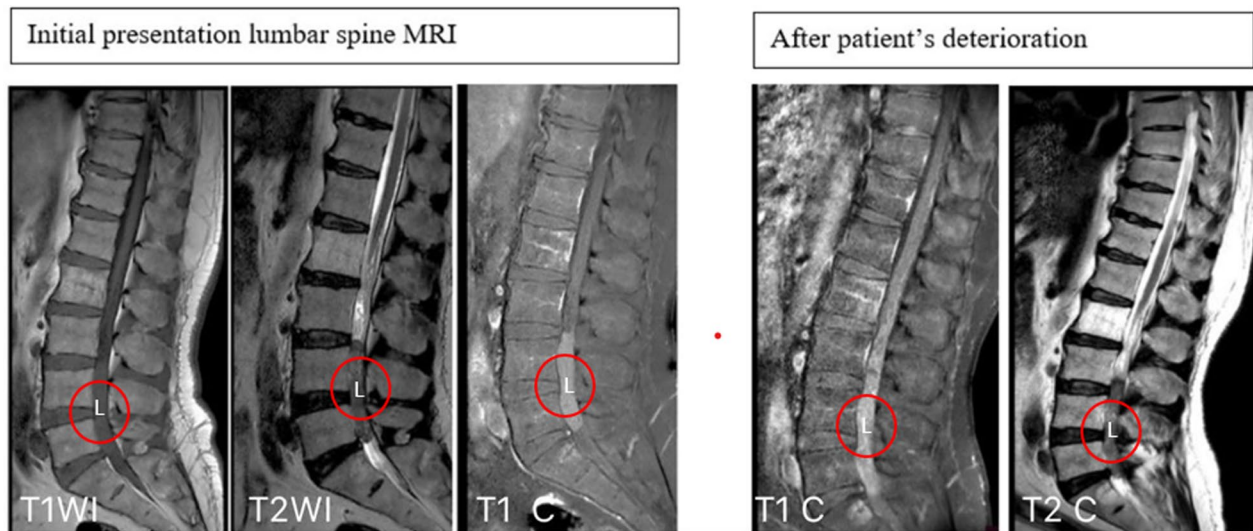 Initial presentation lumbar spine MRI
After patient's deterioration
L
L
L
L
L
T1WI
T2WI
T1 C
T1 C
T2 C